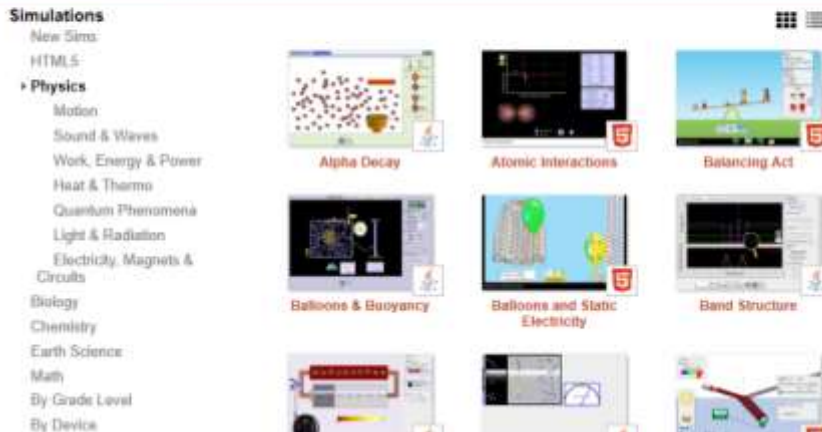 Simulations
New Sims
HTML5
Physics
Motion
Sound & Waves
Work, Energy & Power
Heat & Thermo
Quantum Phenomena
Light & Radiation
Electricity, Magnets &
Circuits
Biology
Chemistry
Earth Science
Math
By Grade Level
By Device
Alpha Decay
Atomic Interactions
Balancing Act
Balloons & Buoyancy
Balloons and Static
Electricity
Band Structure